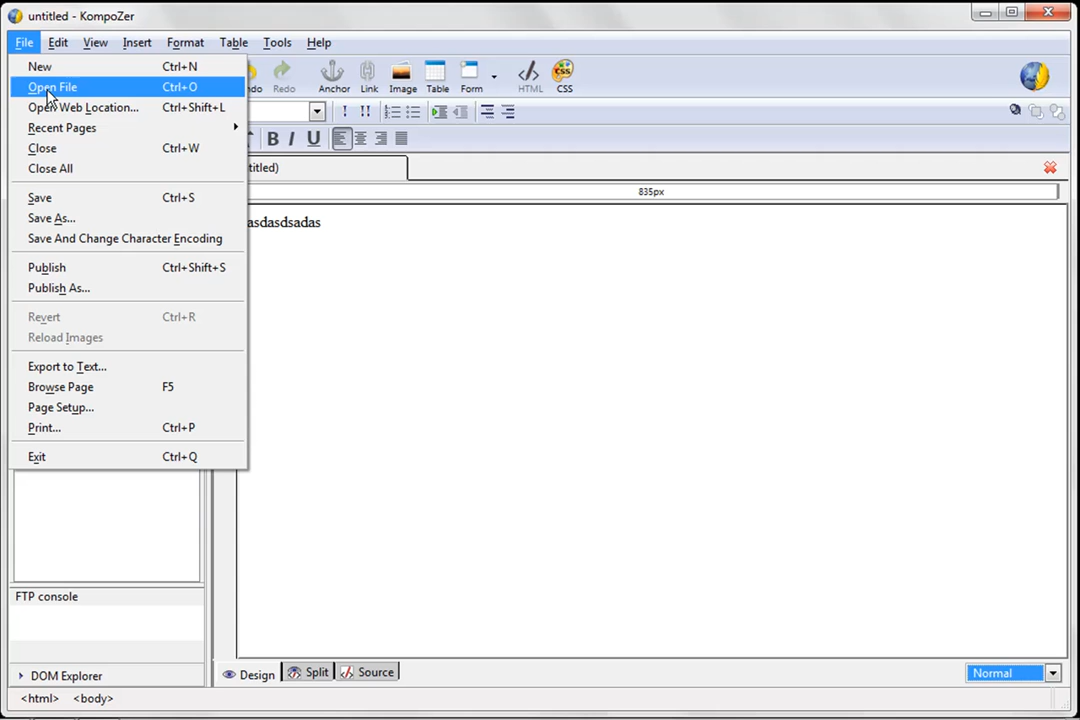 untitled - KompoZer
File Edit View Insert Format Table Tools Help
New Ctrl+N
Open File Ctrl+O
Open Web Location... Ctrl+Shift+L
Recent Pages
Close Ctrl+W
Close All
Save Ctrl+S
Save As...
Save And Change Character Encoding
Publish Ctrl+Shift+S
Publish As...
Revert Ctrl+R
Reload Images
Export to Text...
Browse Page F5
Page Setup...
Print... Ctrl+P
Exit Ctrl+Q
Redo Anchor Link Image Table Form HTML CSS
B I U
835px
asdasdsadas
FTP console
DOM Explorer
Design Split Source Normal
<html> <body>